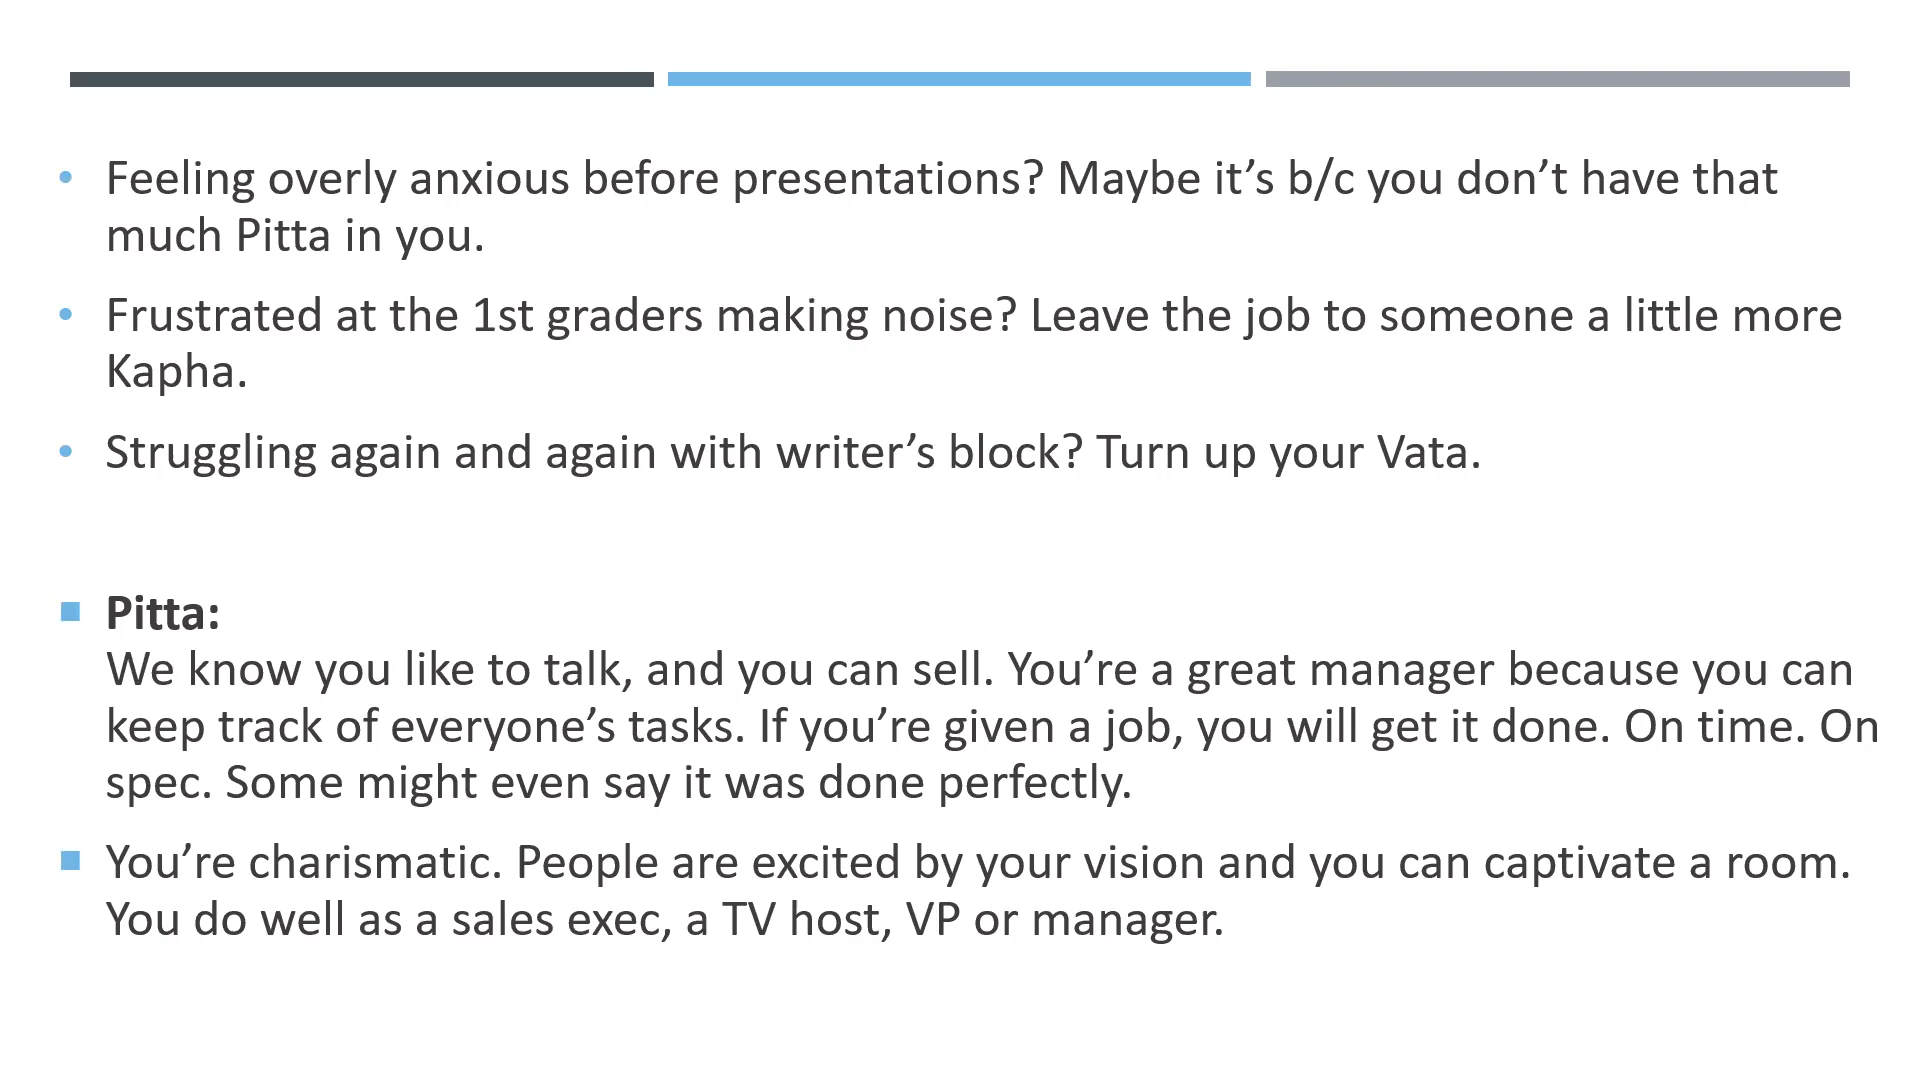 • Feeling overly anxious before presentations? Maybe it’s b/c you don’t have that
much Pitta in you.
• Frustrated at the 1st graders making noise? Leave the job to someone a little more
Kapha.
• Struggling again and again with writer’s block? Turn up your Vata.
■ Pitta:
We know you like to talk, and you can sell. You’re a great manager because you can
keep track of everyone’s tasks. If you’re given a job, you will get it done. On time. On
spec. Some might even say it was done perfectly.
■ You’re charismatic. People are excited by your vision and you can captivate a room.
You do well as a sales exec, a TV host, VP or manager.